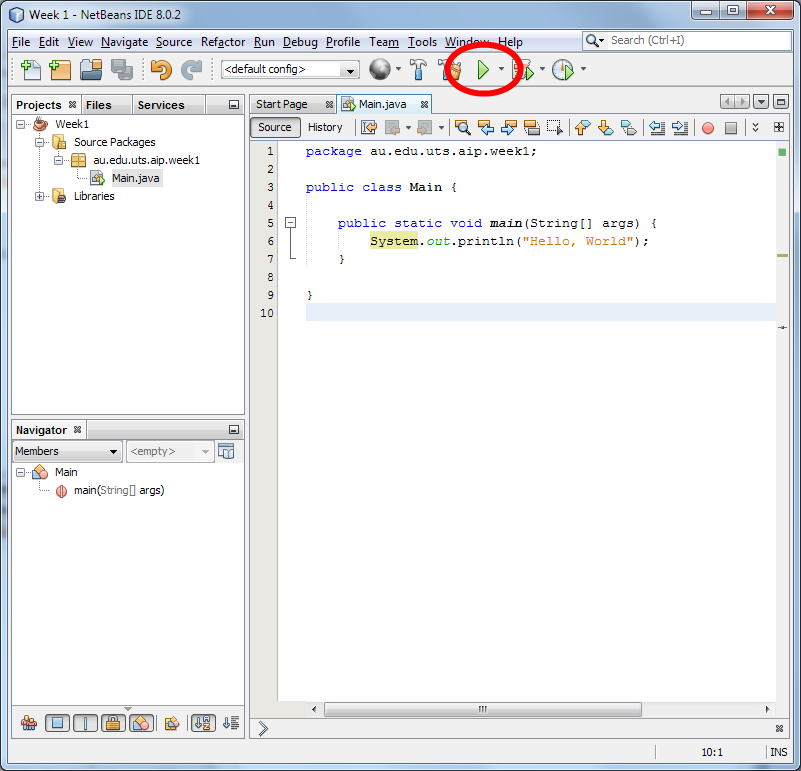 Week 1 - NetBeans IDE 8.0.2
File Edit View Navigate Source Refactor Run Debug Profile Team Tools Window Help
Search (Ctrl+I)
<default config>
Projects Files Services
Week1
Source Packages
au.edu.uts.aip.week1
Main.java
Libraries
Start Page Main.java
Source History
1 package au.edu.uts.aip.week1;
2
3 public class Main {
4
5 public static void main(String[] args) {
6 System.out.println("Hello, World");
7 }
8
9 }
10
Navigator
Members <empty>
Main
main(String[] args)
10:1 INS